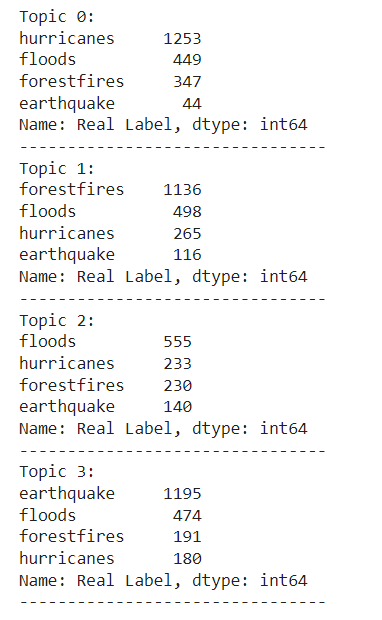 Topic 0:
hurricanes     1253
floods          449
forestfires     347
earthquake       44
Name: Real Label, dtype: int64
--------------------------------
Topic 1:
forestfires    1136
floods          498
hurricanes      265
earthquake      116
Name: Real Label, dtype: int64
--------------------------------
Topic 2:
floods         555
hurricanes     233
forestfires    230
earthquake     140
Name: Real Label, dtype: int64
--------------------------------
Topic 3:
earthquake     1195
floods          474
forestfires     191
hurricanes      180
Name: Real Label, dtype: int64
--------------------------------